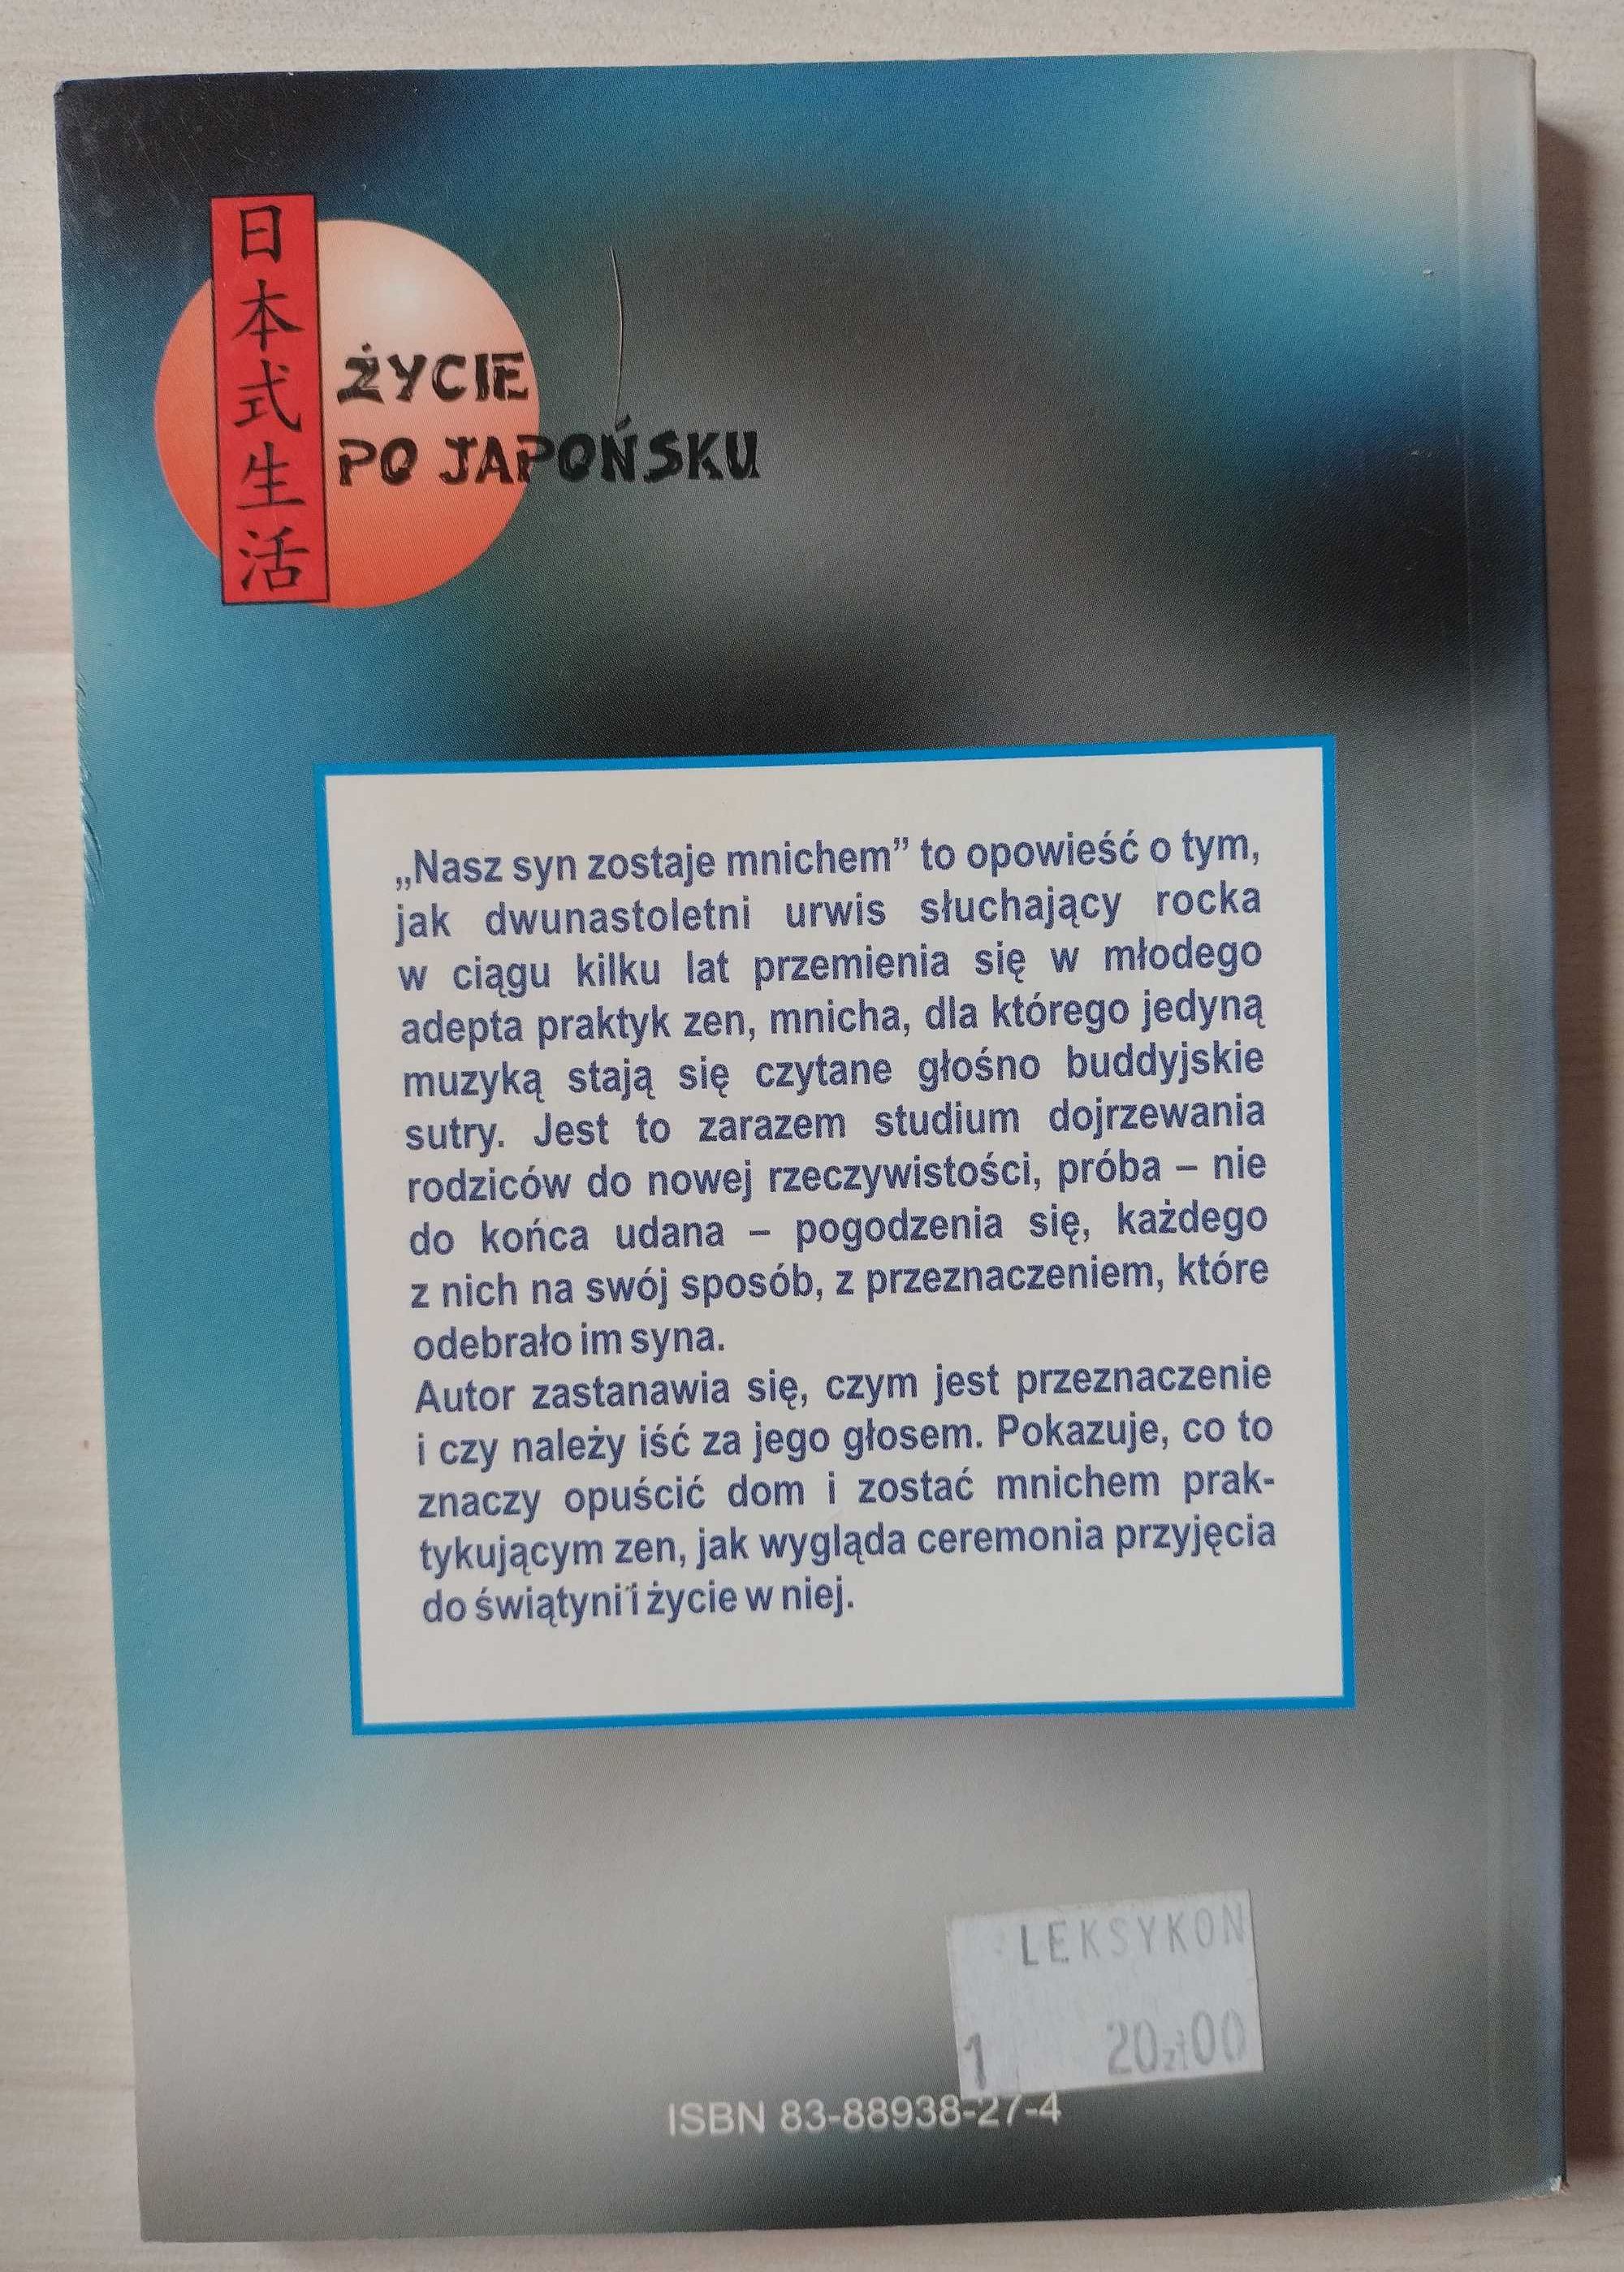 日本式生活
ŻYCIE
PO JAPOŃSKU
„Nasz syn zostaje mnichem” to opowieść o tym,
jak dwunastoletni urwis słuchający rocka
w ciągu kilku lat przemienia się w młodego
adepta praktyk zen, mnicha, dla którego jedyną
muzyką stają się czytane głośno buddyjskie
sutry. Jest to zarazem studium dojrzewania
rodziców do nowej rzeczywistości, próba – nie
do końca udana – pogodzenia się, każdego
z nich na swój sposób, z przeznaczeniem, które
odebrało im syna.
Autor zastanawia się, czym jest przeznaczenie
i czy należy iść za jego głosem. Pokazuje, co to
znaczy opuścić dom i zostać mnichem prak-
tykującym zen, jak wygląda ceremonia przyjęcia
do świątyni i życie w niej.
LEKSYKON
1 20zł00
ISBN 83-88938-27-4